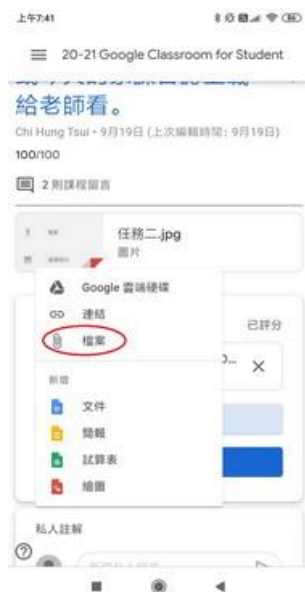 上午7:41
20-21 Google Classroom for Student
給老師看。
Chi Hung Tsui • 9月19日 (上次編輯時間：9月19日)
100/100
2 則課程留言
任務二.jpg
圖片
Google 雲端硬碟
連結
檔案
已評分
新增
文件
簡報
試算表
繪圖
私人註解